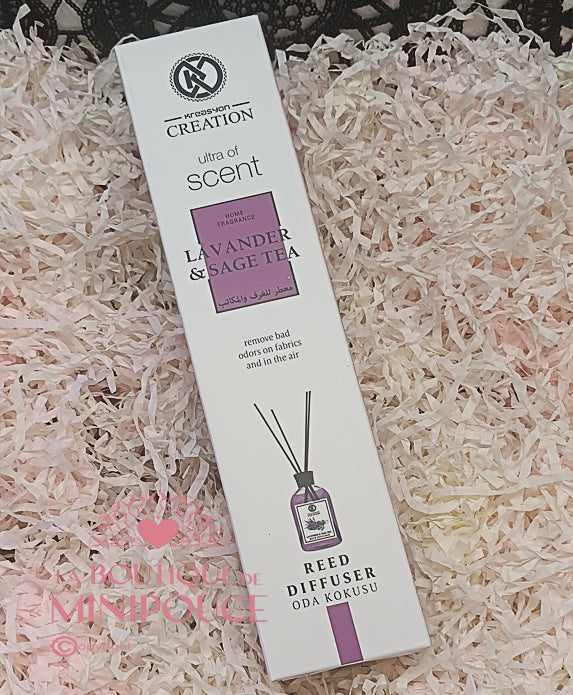 Kreasyon
CREATION
ultra of
scent
HOME
FRAGRANCE
LAVANDER
& SAGE TEA
معطر للغرف والمكاتب
remove bad
odors on fabrics
and in the air
REED
DIFFUSER
ODA KOKUSU
LA BOUTIQUE DE
MINIPOUCE
©opyright